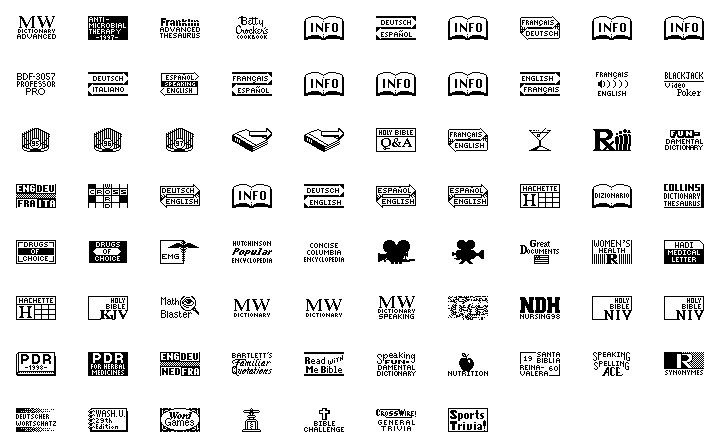 MW
DICTIONARY
ADVANCED
ANTI-
MICROBIAL
THERAPY
-1997-
Franklin
ADVANCED
THESAURUS
Betty
Crocker's
COOKBOOK
INFO
DEUTSCH
ESPAÑOL
INFO
FRANÇAIS
DEUTSCH
INFO
INFO
BDF-3057
PROFESSOR
PRO
DEUTSCH
ITALIANO
ESPAÑOL
SPEAKING
ENGLISH
FRANÇAIS
ESPAÑOL
INFO
INFO
INFO
ENGLISH
FRANÇAIS
FRANÇAIS
ENGLISH
BLACKJACK
Video
Poker
95
96
97
HOLY BIBLE
Q&A
FRANÇAIS
ENGLISH
Rx
FUN-
DAMENTAL
DICTIONARY
ENG DEU
FRA ITA
CROSS
WORD
DEUTSCH
ENGLISH
INFO
DEUTSCH
ENGLISH
ESPAÑOL
ENGLISH
ESPAÑOL
ENGLISH
HACHETTE
H
DIZIONARIO
COLLINS
DICTIONARY
THESAURUS
DRUGS
OF
CHOICE
DRUGS
OF
CHOICE
EMG
HUTCHINSON
Popular
ENCYCLOPEDIA
CONCISE
COLUMBIA
ENCYCLOPEDIA
Great
Documents
WOMEN'S
HEALTH
R
HADI
MEDICAL
LETTER
HACHETTE
H
HOLY
BIBLE
KJV
Math
Blaster
MW
DICTIONARY
MW
DICTIONARY
MW
DICTIONARY
SPEAKING
NDH
NURSING98
HOLY
BIBLE
NIV
HOLY
BIBLE
NIV
PDR
-1998-
PDR
FOR HERBAL
MEDICINES
ENG DEU
NED FRA
BARTLETT'S
Familiar
Quotations
Read with
Me Bible
Speaking
FUN-
DAMENTAL
DICTIONARY
NUTRITION
19 SANTA
BIBLIA
REINA- 60
VALERA
SPEAKING
SPELLING
ACE
R
SYNONYMS
DEUTSCHER
WORTSCHATZ
WASH. U.
29th
Edition
Word
Games
BIBLE
CHALLENGE
CROSSWIRE!
GENERAL
TRIVIA
Sports
Trivia!